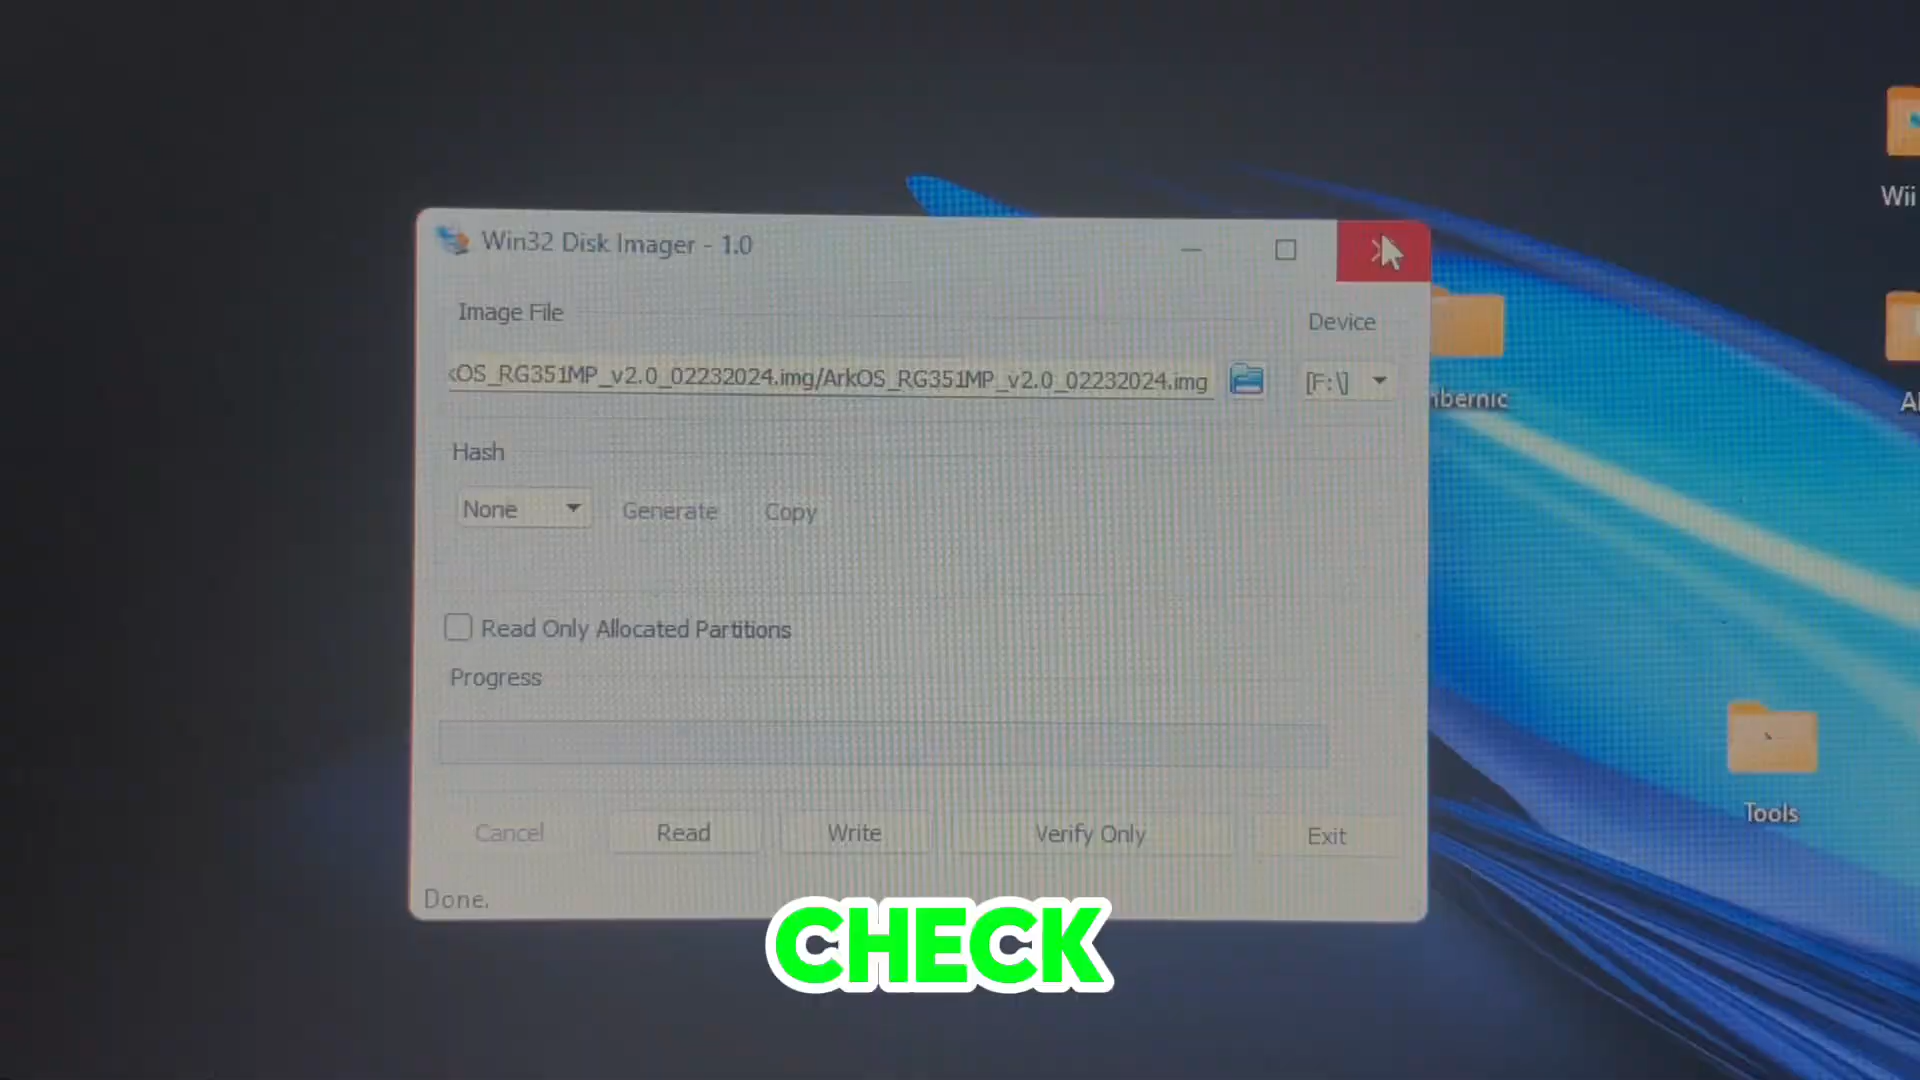 Win32 Disk Imager - 1.0
Image File
Device
OS_RG351MP_v2.0_02232024.img/ArkOS_RG351MP_v2.0_02232024.img
[F:\]
Hash
None
Generate
Copy
Read Only Allocated Partitions
Progress
Cancel
Read
Write
Verify Only
Exit
Done.
Wii
bernic
Tools
CHECK